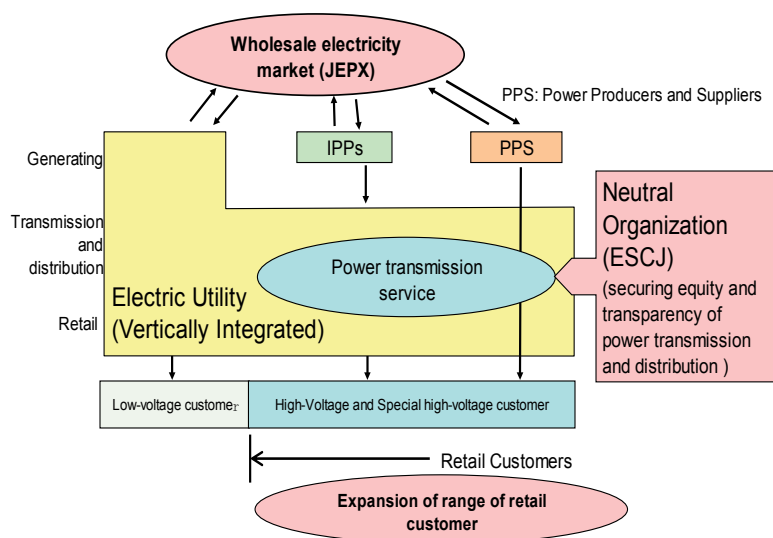 Wholesale electricity
market (JEPX)
PPS: Power Producers and Suppliers
Generating
IPPs
PPS
Transmission
and
distribution
Power transmission
service
Neutral
Organization
(ESCJ)
(securing equity and
transparency of
power transmission
and distribution )
Electric Utility
(Vertically Integrated)
Retail
Low-voltage customer
High-Voltage and Special high-voltage customer
Retail Customers
Expansion of range of retail
customer